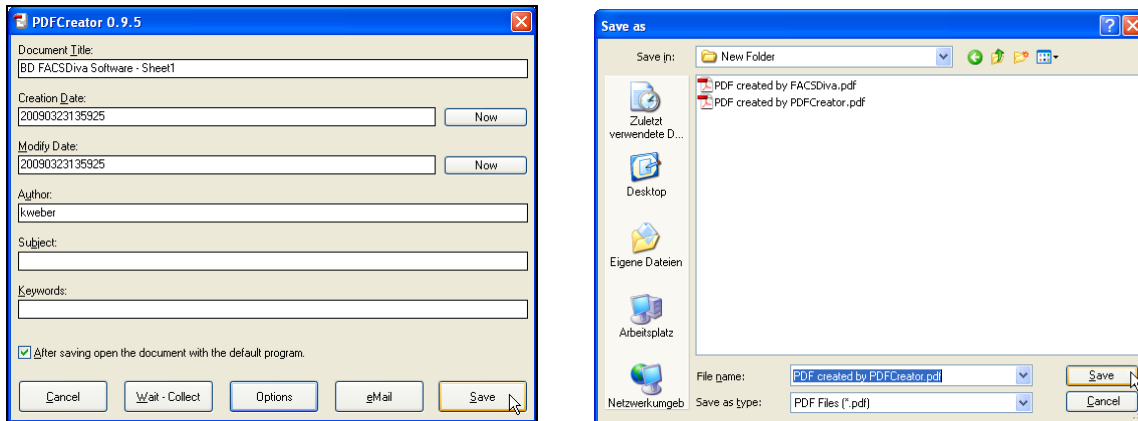 PDFCreator 0.9.5
Document Title:
BD FACSDiva Software - Sheet1
Creation Date:
20090323135925
Now
Modify Date:
20090323135925
Now
Author:
kweber
Subject:
Keywords:
After saving open the document with the default program.
Cancel
Wait - Collect
Options
eMail
Save
Save as
Save in:
New Folder
PDF created by FACSDiva.pdf
PDF created by PDFCreator.pdf
Zuletzt
verwendete D...
Desktop
Eigene Dateien
Arbeitsplatz
Netzwerkumgeb
File name:
PDF created by PDFCreator.pdf
Save
Save as type:
PDF Files (*.pdf)
Cancel